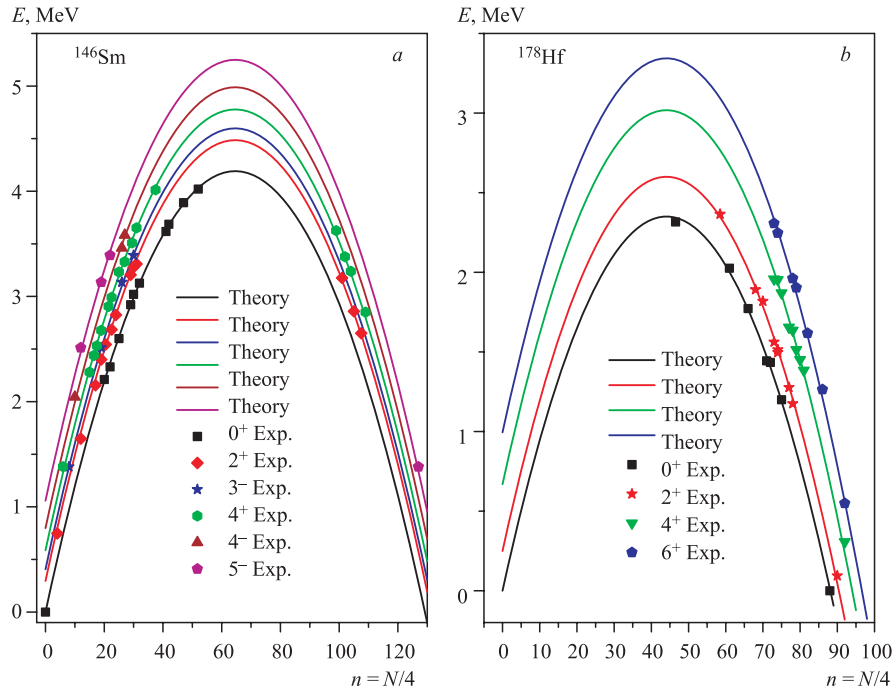 E, MeV
¹⁴⁶Sm
a
5
4
3
2
1
0
Theory
Theory
Theory
Theory
Theory
Theory
0⁺ Exp.
2⁺ Exp.
3⁻ Exp.
4⁺ Exp.
4⁻ Exp.
5⁻ Exp.
0 20 40 60 80 100 120
n = N/4
E, MeV
¹⁷⁸Hf
b
3
2
1
0
Theory
Theory
Theory
Theory
0⁺ Exp.
2⁺ Exp.
4⁺ Exp.
6⁺ Exp.
0 10 20 30 40 50 60 70 80 90 100
n = N/4